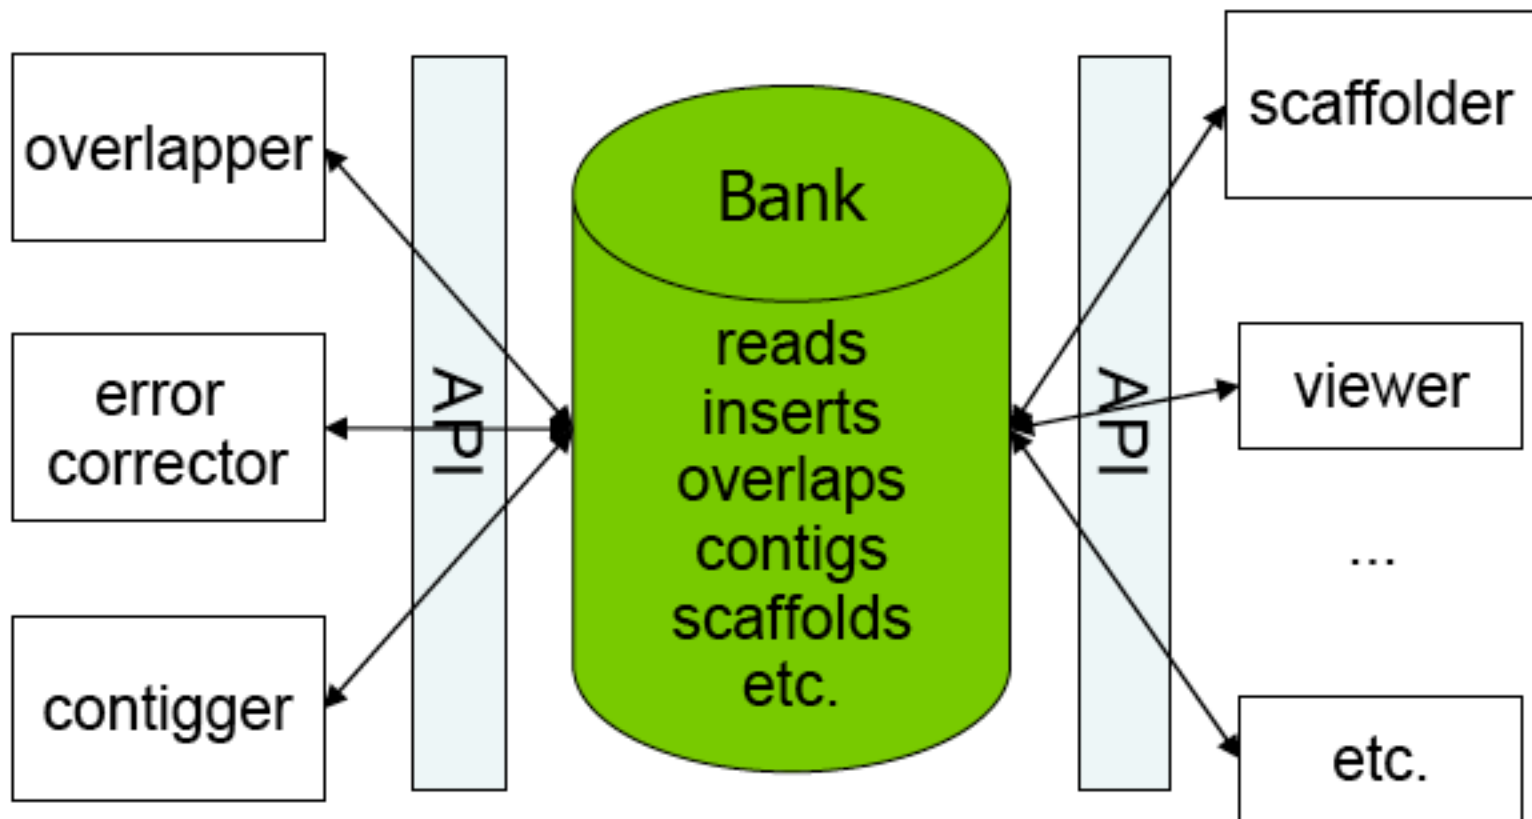 overlapper
error
corrector
contigger
API
Bank
reads
inserts
overlaps
contigs
scaffolds
etc.
API
scaffolder
viewer
...
etc.